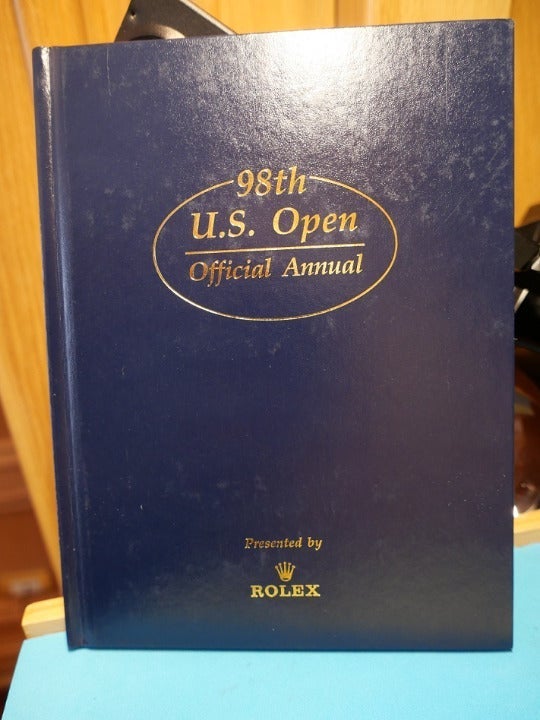 98th
U.S. Open
Official Annual
Presented by
ROLEX